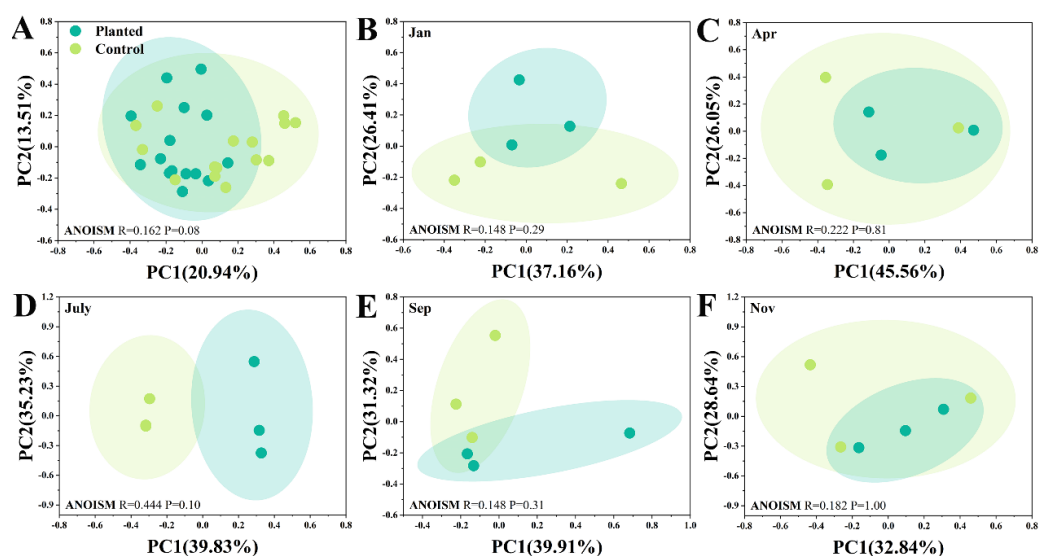 A
Planted
Control
PC2(13.51%)
0.8
0.6
0.4
0.2
0.0
-0.2
-0.4
-0.6
ANOISM R=0.162 P=0.08
-0.8 -0.6 -0.4 -0.2 0.0 0.2 0.4 0.6 0.8
PC1(20.94%)
B
Jan
PC2(26.41%)
0.8
0.6
0.4
0.2
0.0
-0.2
-0.4
-0.6
ANOISM R=0.148 P=0.29
-0.6 -0.4 -0.2 0.0 0.2 0.4 0.6 0.8
PC1(37.16%)
C
Apr
PC2(26.05%)
0.8
0.6
0.4
0.2
0.0
-0.2
-0.4
-0.6
-0.8
ANOISM R=0.222 P=0.81
-0.8 -0.6 -0.4 -0.2 0.0 0.2 0.4 0.6 0.8
PC1(45.56%)
D
July
PC2(35.23%)
1.2
0.9
0.6
0.3
0.0
-0.3
-0.6
-0.9
ANOISM R=0.444 P=0.10
-0.8 -0.6 -0.4 -0.2 0.0 0.2 0.4 0.6 0.8
PC1(39.83%)
E
Sep
PC2(31.32%)
0.8
0.6
0.4
0.2
0.0
-0.2
-0.4
-0.6
ANOISM R=0.148 P=0.31
-0.6 -0.4 -0.2 0.0 0.2 0.4 0.6 0.8 1.0
PC1(39.91%)
F
Nov
PC2(28.64%)
1.2
0.9
0.6
0.3
0.0
-0.3
-0.6
-0.9
ANOISM R=0.182 P=1.00
-0.8 -0.6 -0.4 -0.2 0.0 0.2 0.4 0.6 0.8
PC1(32.84%)